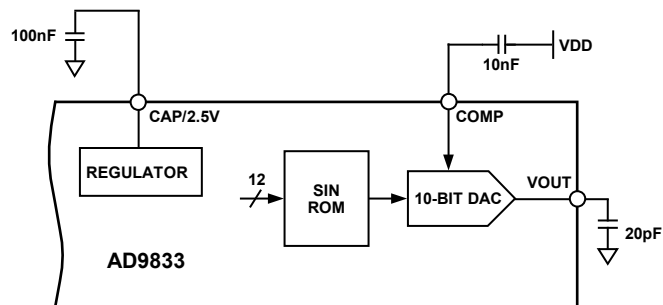 100nF
10nF
VDD
CAP/2.5V
COMP
REGULATOR
12
SIN
ROM
10-BIT DAC
VOUT
20pF
AD9833